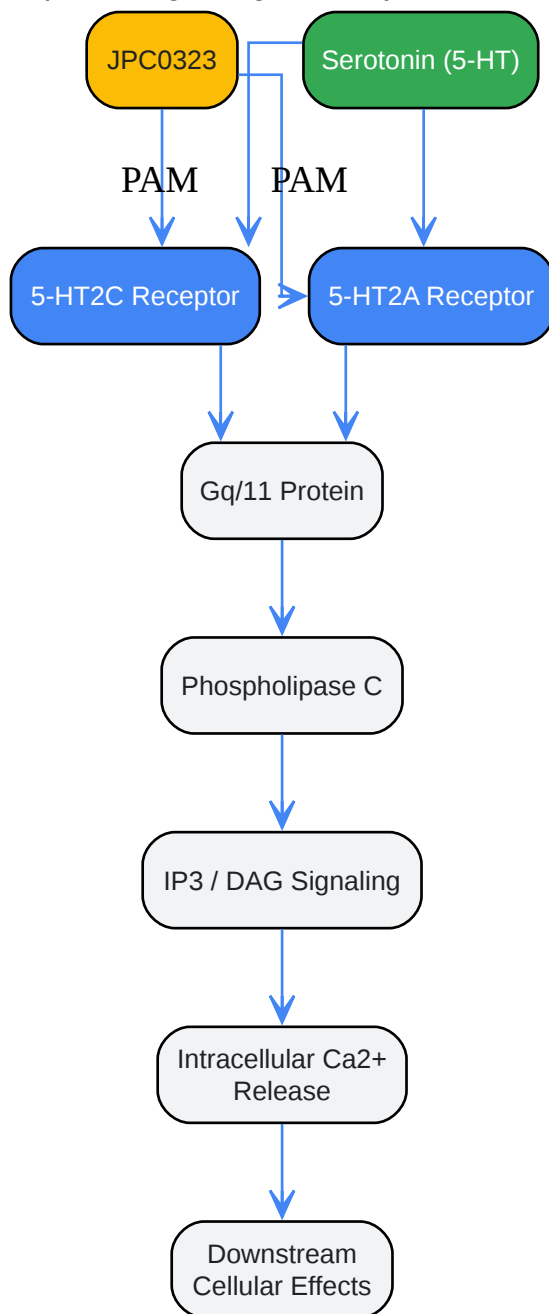 JPC0323
Serotonin (5-HT)
PAM
PAM
5-HT2C Receptor
5-HT2A Receptor
Gq/11 Protein
Phospholipase C
IP3 / DAG Signaling
Intracellular Ca2+
Release
Downstream
Cellular Effects